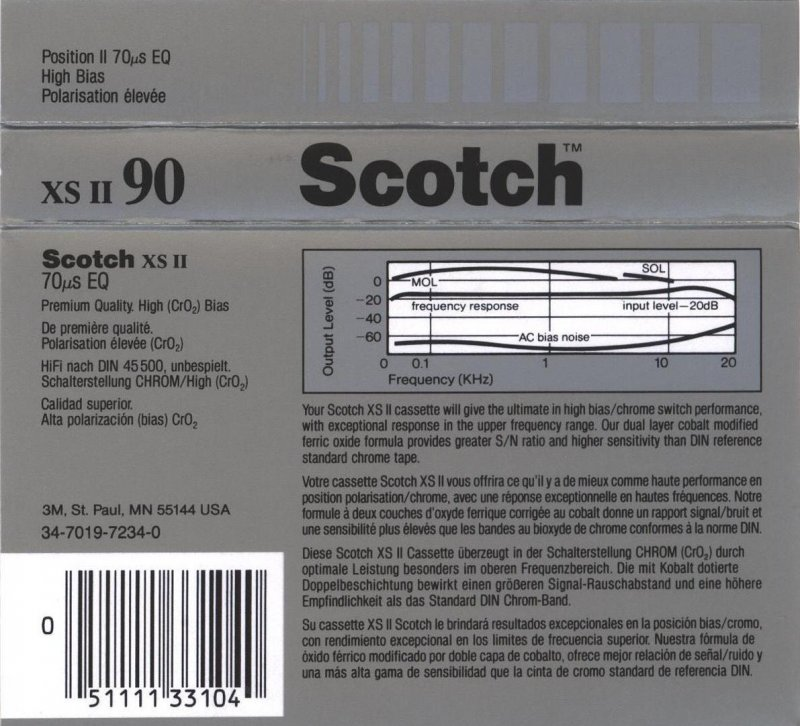 Position II 70µs EQ
High Bias
Polarisation élevée
XS II 90
Scotch™
Scotch XS II
70µs EQ
Premium Quality. High (CrO₂) Bias
De première qualité.
Polarisation élevée (CrO₂)
HiFi nach DIN 45 500, unbespielt.
Schalterstellung CHROM/High (CrO₂)
Calidad superior.
Alta polarización (bias) CrO₂
3M, St. Paul, MN 55144 USA
34-7019-7234-0
0
51111 33104
Output Level (dB)
0
-20
-40
-60
MOL
SOL
frequency response
input level–20dB
AC bias noise
0 0.1 1 10 20
Frequency (KHz)
Your Scotch XS II cassette will give the ultimate in high bias/chrome switch performance,
with exceptional response in the upper frequency range. Our dual layer cobalt modified
ferric oxide formula provides greater S/N ratio and higher sensitivity than DIN reference
standard chrome tape.
Votre cassette Scotch XS II vous offrira ce qu'il y a de mieux comme haute performance en
position polarisation/chrome, avec une réponse exceptionnelle en hautes fréquences. Notre
formule à deux couches d'oxyde ferrique corrigée au cobalt donne un rapport signal/bruit et
une sensibilité plus élevés que les bandes au bioxyde de chrome conformes à la norme DIN.
Diese Scotch XS II Cassette überzeugt in der Schalterstellung CHROM (CrO₂) durch
optimale Leistung besonders im oberen Frequenzbereich. Die mit Kobalt dotierte
Doppelbeschichtung bewirkt einen größeren Signal-Rauschabstand und eine höhere
Empfindlichkeit als das Standard DIN Chrom-Band.
Su cassette XS II Scotch le brindará resultados excepcionales en la posición bias/cromo,
con rendimiento excepcional en los limites de frecuencia superior. Nuestra fórmula de
óxido férrico modificado por doble capa de cobalto, ofrece mejor relación de señal/ruido y
una más alta gama de sensibilidad que la cinta de cromo standard de referencia DIN.